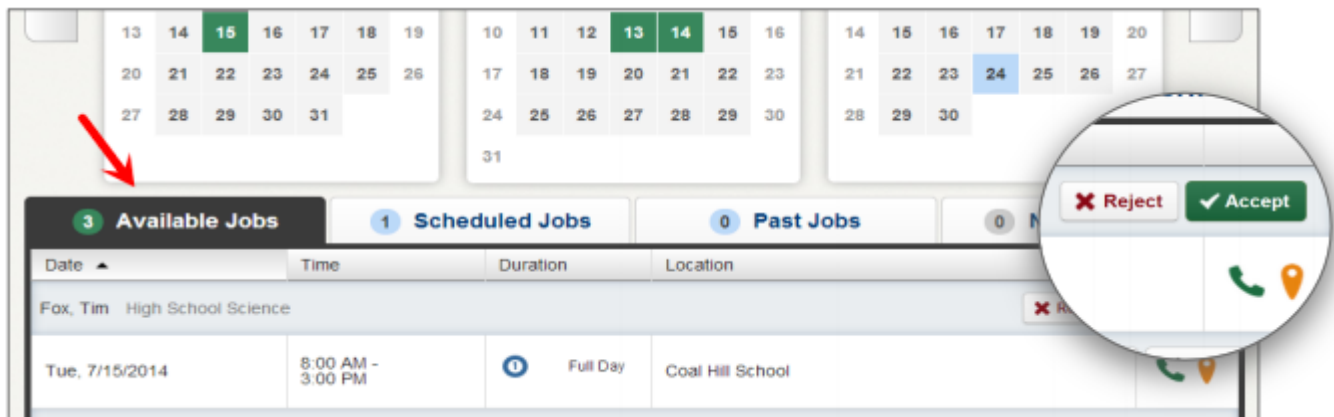 13 14 15 16 17 18 19
20 21 22 23 24 25 26
27 28 29 30 31
10 11 12 13 14 15 16
17 18 19 20 21 22 23
24 25 26 27 28 29 30
31
14 15 16 17 18 19 20
21 22 23 24 25 26 27
28 29 30
3 Available Jobs
1 Scheduled Jobs
0 Past Jobs
0
Date
Time
Duration
Location
Fox, Tim High School Science
Reject
Accept
Tue, 7/15/2014
8:00 AM -
3:00 PM
1 Full Day
Coal Hill School